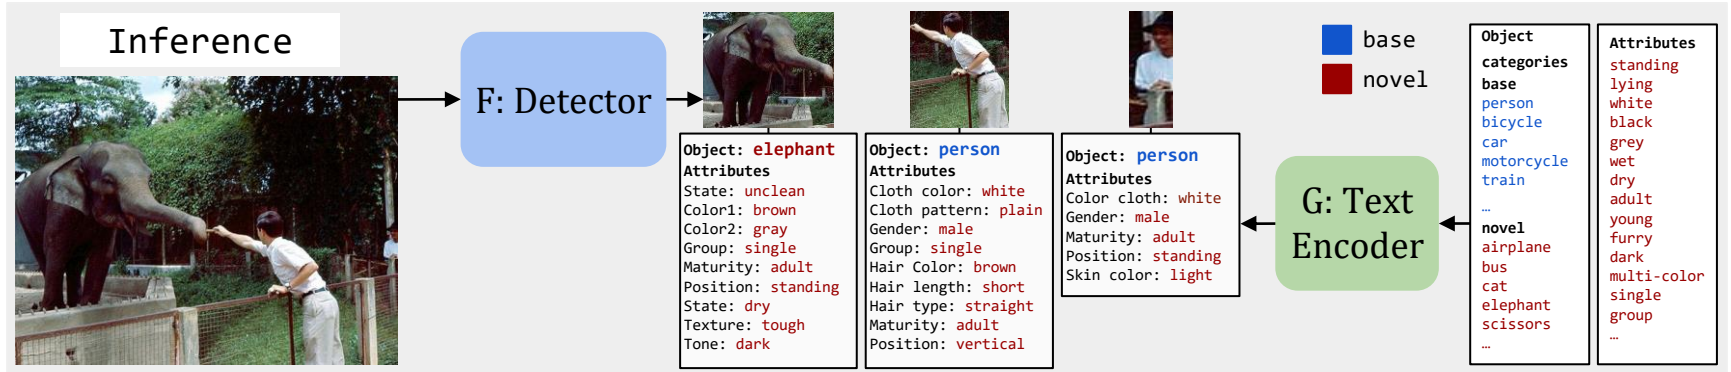 Inference
F: Detector
Object: elephant
Attributes
State: unclean
Color1: brown
Color2: gray
Group: single
Maturity: adult
Position: standing
State: dry
Texture: tough
Tone: dark
Object: person
Attributes
Cloth color: white
Cloth pattern: plain
Gender: male
Group: single
Hair Color: brown
Hair length: short
Hair type: straight
Maturity: adult
Position: vertical
Object: person
Attributes
Color cloth: white
Gender: male
Maturity: adult
Position: standing
Skin color: light
base
novel
G: Text
Encoder
Object
categories
base
person
bicycle
car
motorcycle
train
…
novel
airplane
bus
cat
elephant
scissors
…
Attributes
standing
lying
white
black
grey
wet
dry
adult
young
furry
dark
multi-color
single
group
…